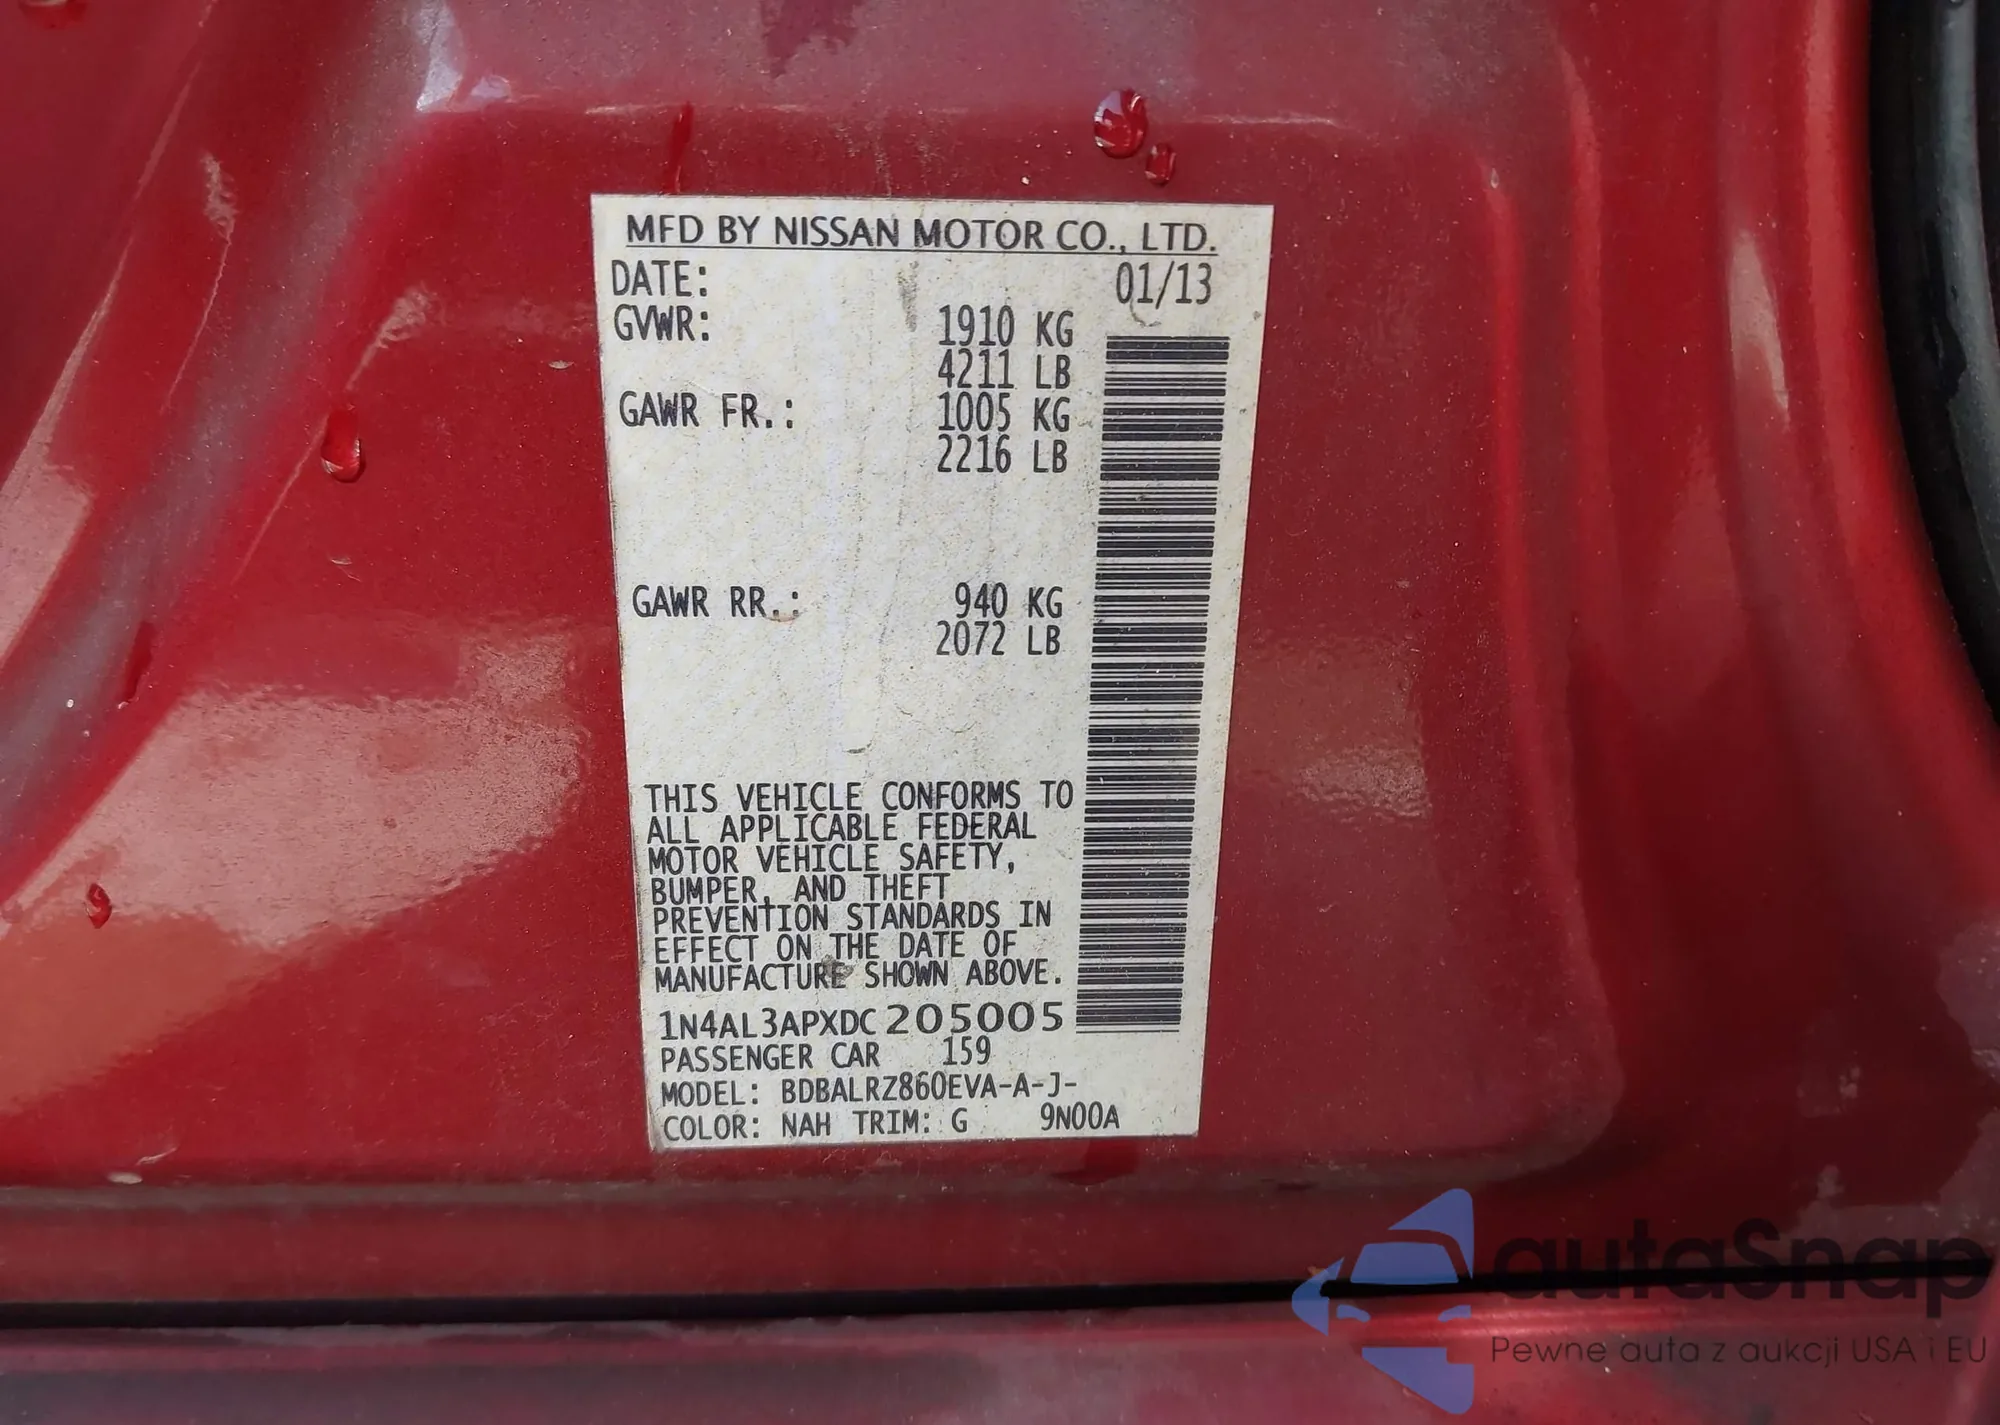 MFD BY NISSAN MOTOR CO., LTD.
DATE: 01/13
GVWR: 1910 KG
4211 LB
GAWR FR.: 1005 KG
2216 LB
GAWR RR.: 940 KG
2072 LB
THIS VEHICLE CONFORMS TO
ALL APPLICABLE FEDERAL
MOTOR VEHICLE SAFETY,
BUMPER, AND THEFT
PREVENTION STANDARDS IN
EFFECT ON THE DATE OF
MANUFACTURE SHOWN ABOVE.
1N4AL3APXDC205005
PASSENGER CAR 159
MODEL: BDBALRZ860EVA-A-J-
COLOR: NAH TRIM: G 9N00A
autaSnap
Pewne auta z aukcji USA i EU